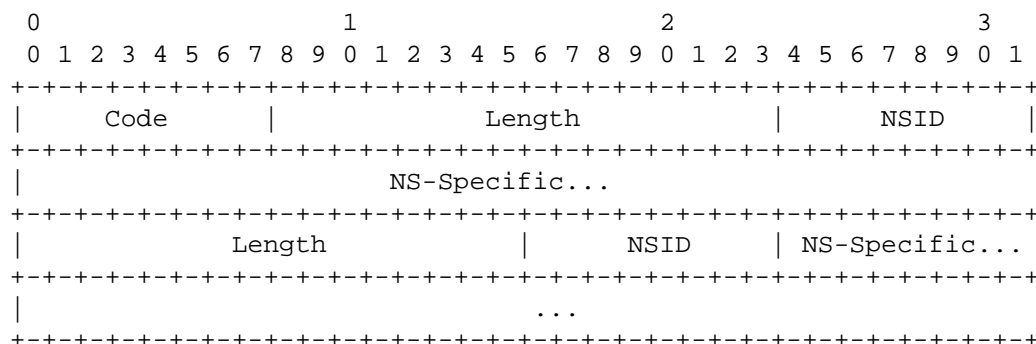 0                   1                   2                   3
 0 1 2 3 4 5 6 7 8 9 0 1 2 3 4 5 6 7 8 9 0 1 2 3 4 5 6 7 8 9 0 1
+-+-+-+-+-+-+-+-+-+-+-+-+-+-+-+-+-+-+-+-+-+-+-+-+-+-+-+-+-+-+-+-+
|     Code      |             Length            |      NSID     |
+-+-+-+-+-+-+-+-+-+-+-+-+-+-+-+-+-+-+-+-+-+-+-+-+-+-+-+-+-+-+-+-+
|                       NS-Specific...
+-+-+-+-+-+-+-+-+-+-+-+-+-+-+-+-+-+-+-+-+-+-+-+-+-+-+-+-+-+-+-+-+
|             Length            |      NSID     | NS-Specific...
+-+-+-+-+-+-+-+-+-+-+-+-+-+-+-+-+-+-+-+-+-+-+-+-+-+-+-+-+-+-+-+-+
|                                ...
+-+-+-+-+-+-+-+-+-+-+-+-+-+-+-+-+-+-+-+-+-+-+-+-+-+-+-+-+-+-+-+-+